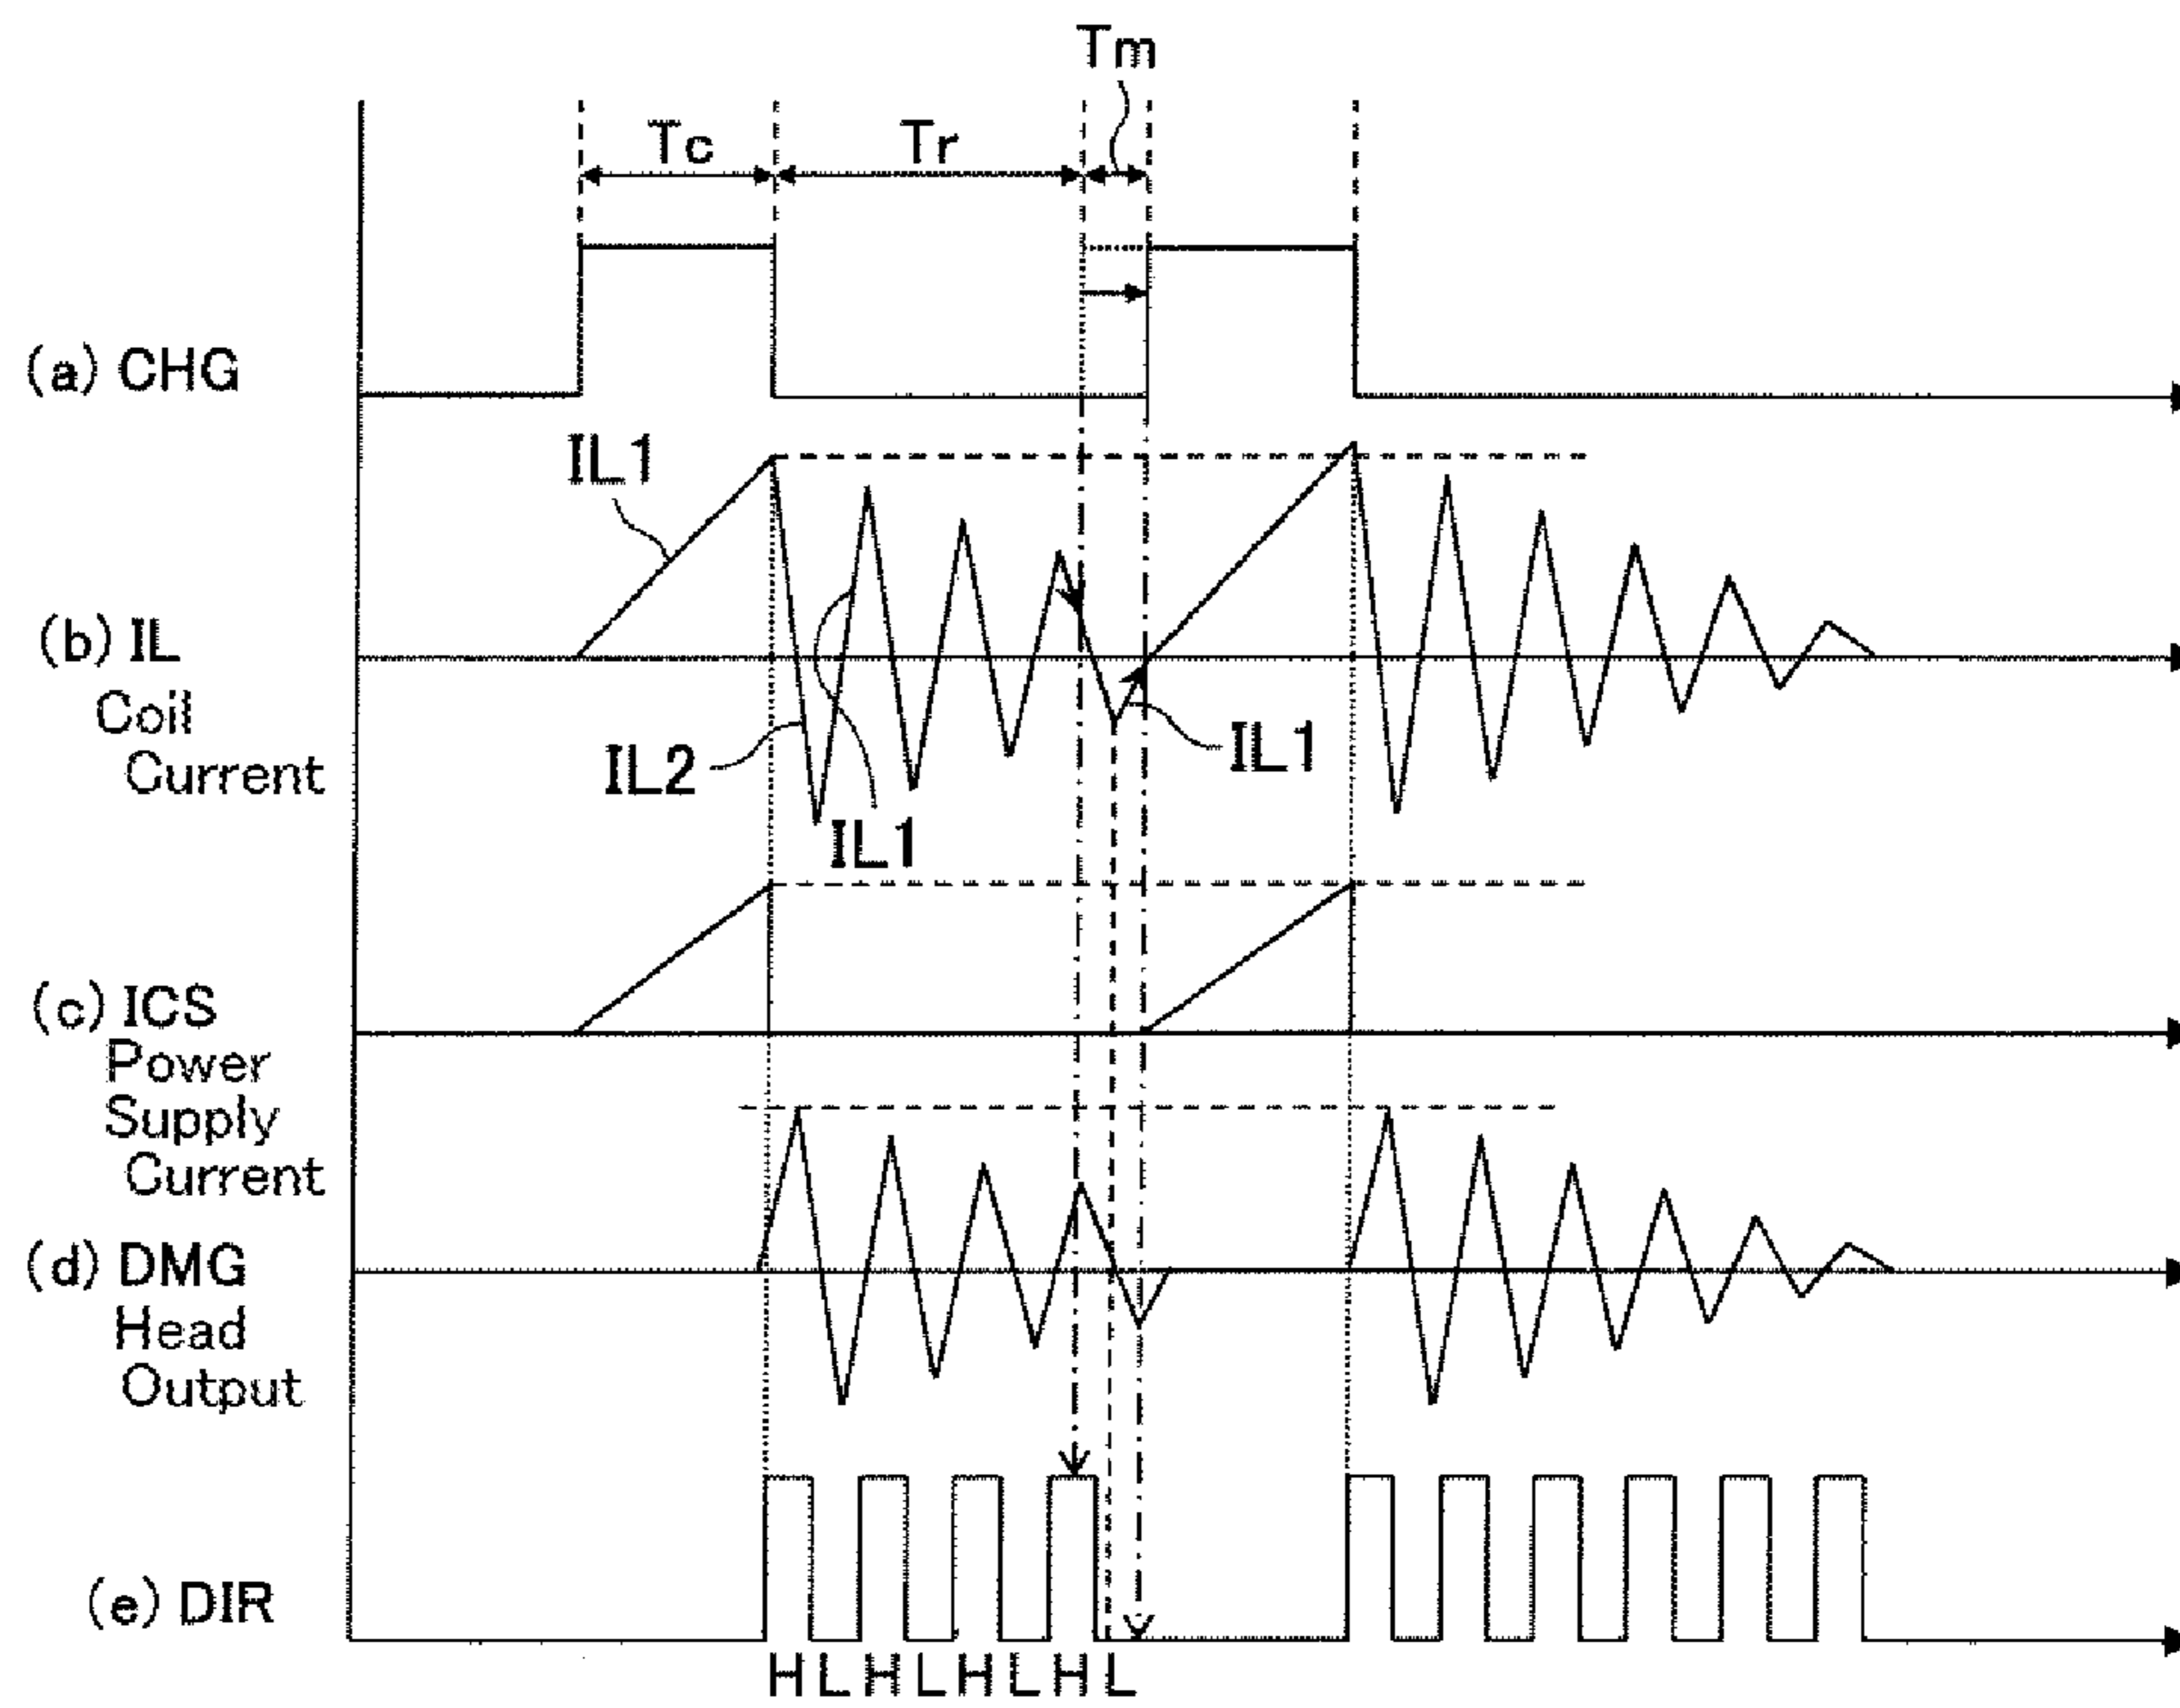 Tm
Tc
Tr
(a) CHG
IL1
(b) IL
Coil
Current
IL2
IL1
IL1
(c) ICS
Power
Supply
Current
(d) DMG
Head
Output
(e) DIR
H L H L H L H L